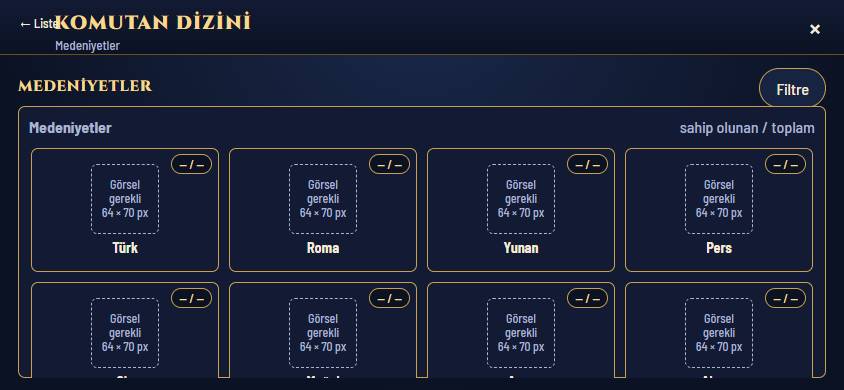 ← Liste
KOMUTAN DİZİNİ
Medeniyetler
×
MEDENİYETLER
Filtre
Medeniyetler
sahip olunan / toplam
– / –
Görsel
gerekli
64 × 70 px
Türk
– / –
Görsel
gerekli
64 × 70 px
Roma
– / –
Görsel
gerekli
64 × 70 px
Yunan
– / –
Görsel
gerekli
64 × 70 px
Pers
– / –
Görsel
gerekli
64 × 70 px
– / –
Görsel
gerekli
64 × 70 px
– / –
Görsel
gerekli
64 × 70 px
– / –
Görsel
gerekli
64 × 70 px